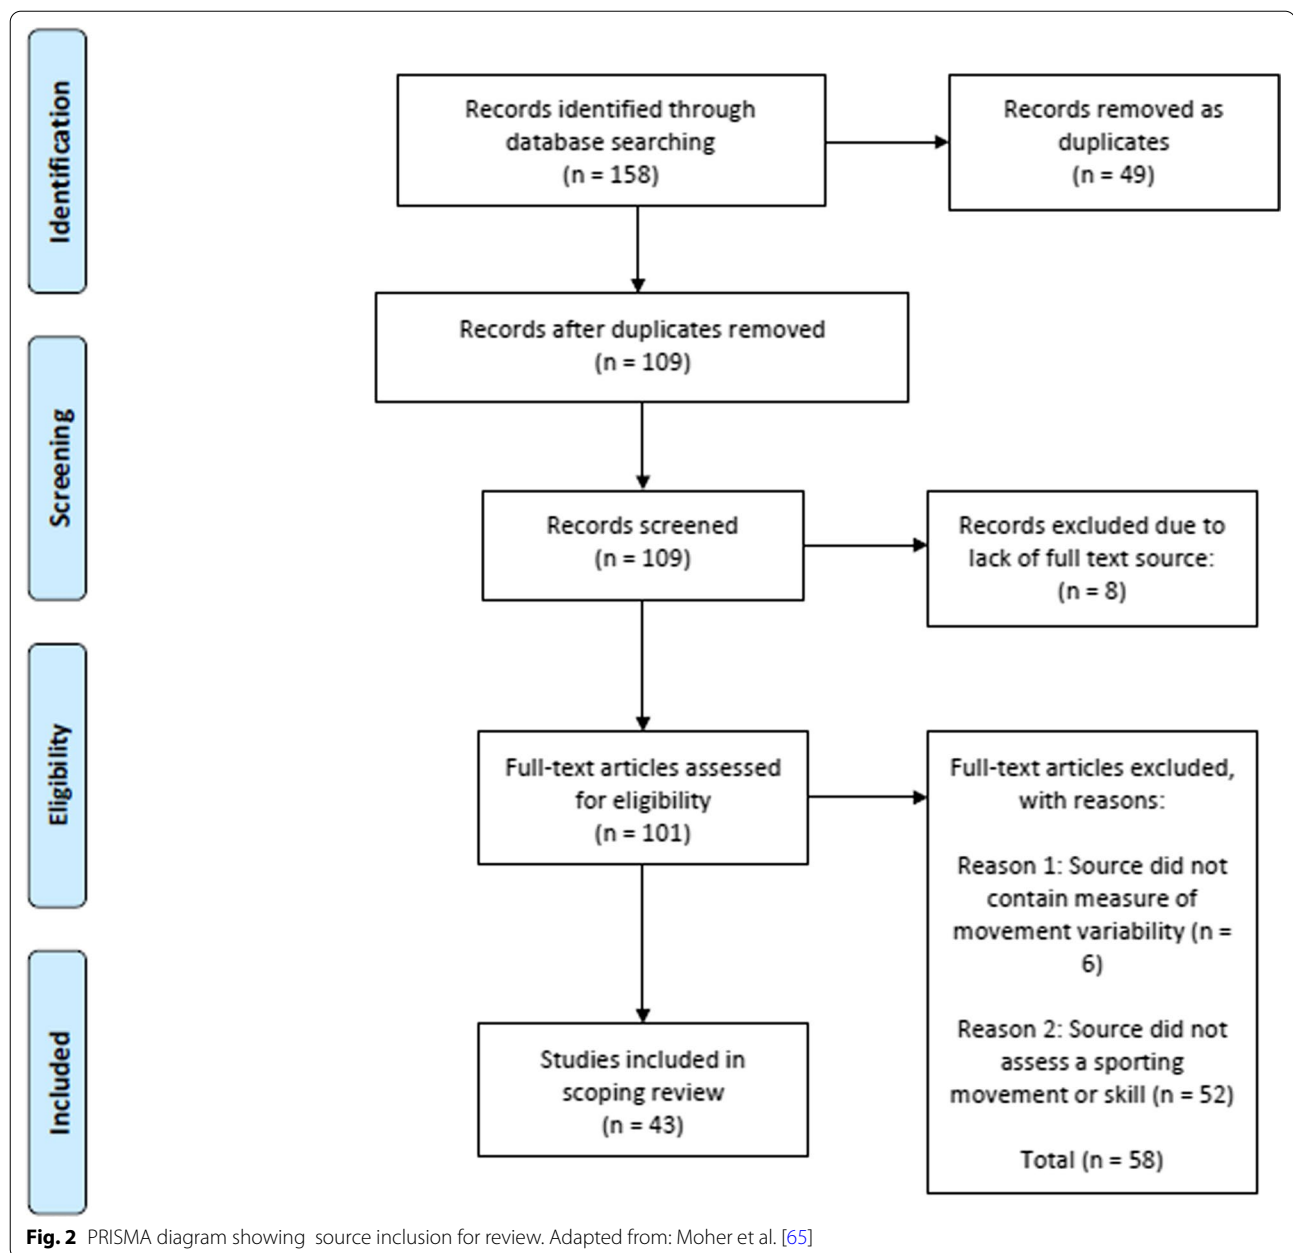 Identification
Records identified through
database searching
(n = 158)
Records removed as
duplicates
(n = 49)
Records after duplicates removed
(n = 109)
Screening
Records screened
(n = 109)
Records excluded due to
lack of full text source:
(n = 8)
Eligibility
Full-text articles assessed
for eligibility
(n = 101)
Full-text articles excluded,
with reasons:
Reason 1: Source did not
contain measure of
movement variability (n =
6)
Reason 2: Source did not
assess a sporting
movement or skill (n = 52)
Total (n = 58)
Included
Studies included in
scoping review
(n = 43)
Fig. 2 PRISMA diagram showing source inclusion for review. Adapted from: Moher et al. [65]